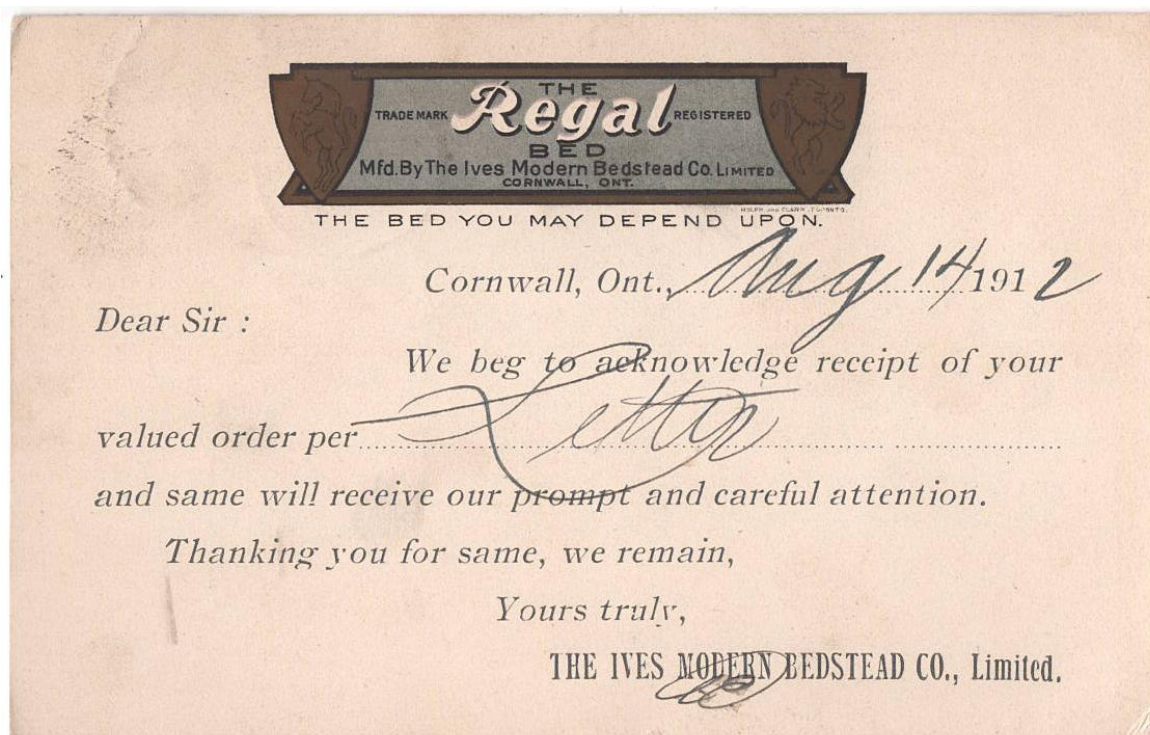 THE
TRADE MARK Regal REGISTERED
BED
Mfd. By The Ives Modern Bedstead Co. LIMITED
CORNWALL, ONT.
THE BED YOU MAY DEPEND UPON.
Cornwall, Ont., Aug 14 1912
Dear Sir :
We beg to acknowledge receipt of your
valued order per Letter
and same will receive our prompt and careful attention.
Thanking you for same, we remain,
Yours truly,
THE IVES MODERN BEDSTEAD CO., Limited.